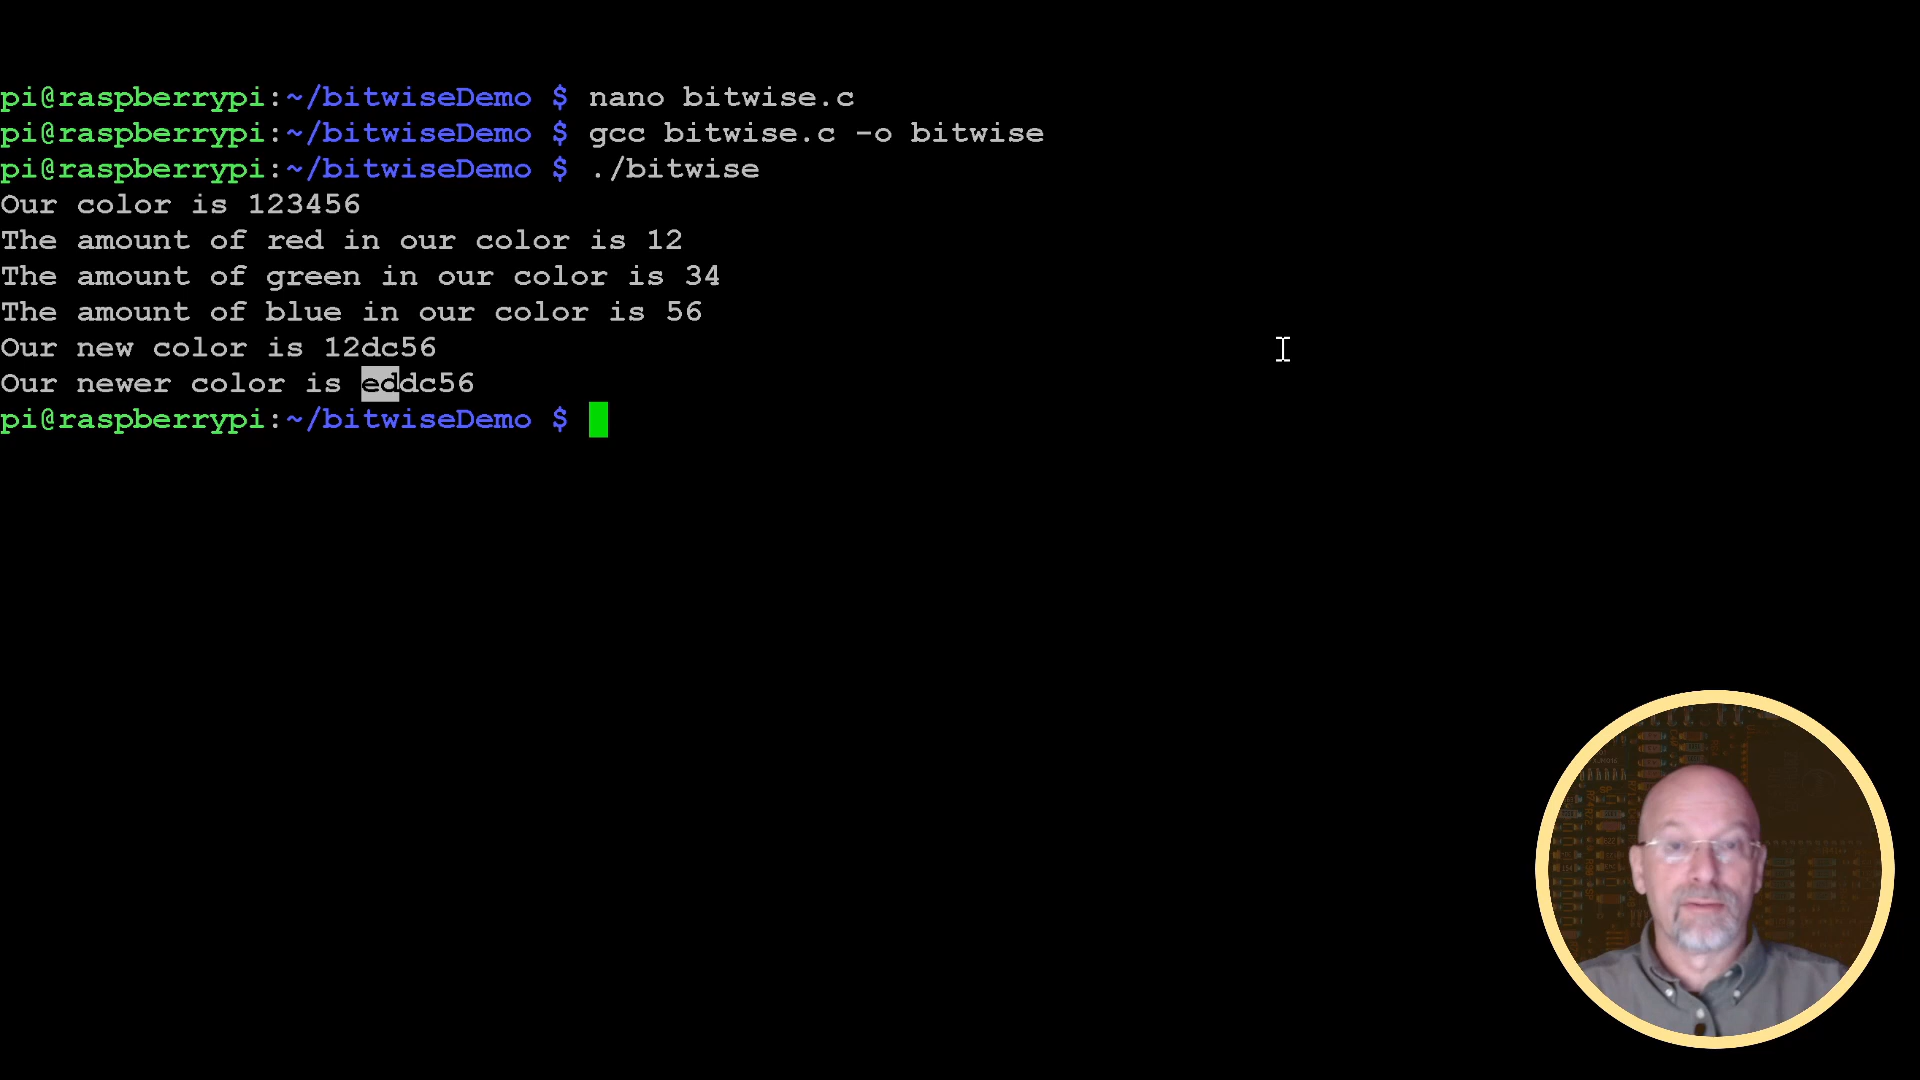 pi@raspberrypi:~/bitwiseDemo $ nano bitwise.c
pi@raspberrypi:~/bitwiseDemo $ gcc bitwise.c -o bitwise
pi@raspberrypi:~/bitwiseDemo $ ./bitwise
Our color is 123456
The amount of red in our color is 12
The amount of green in our color is 34
The amount of blue in our color is 56
Our new color is 12dc56
Our newer color is eddc56
pi@raspberrypi:~/bitwiseDemo $